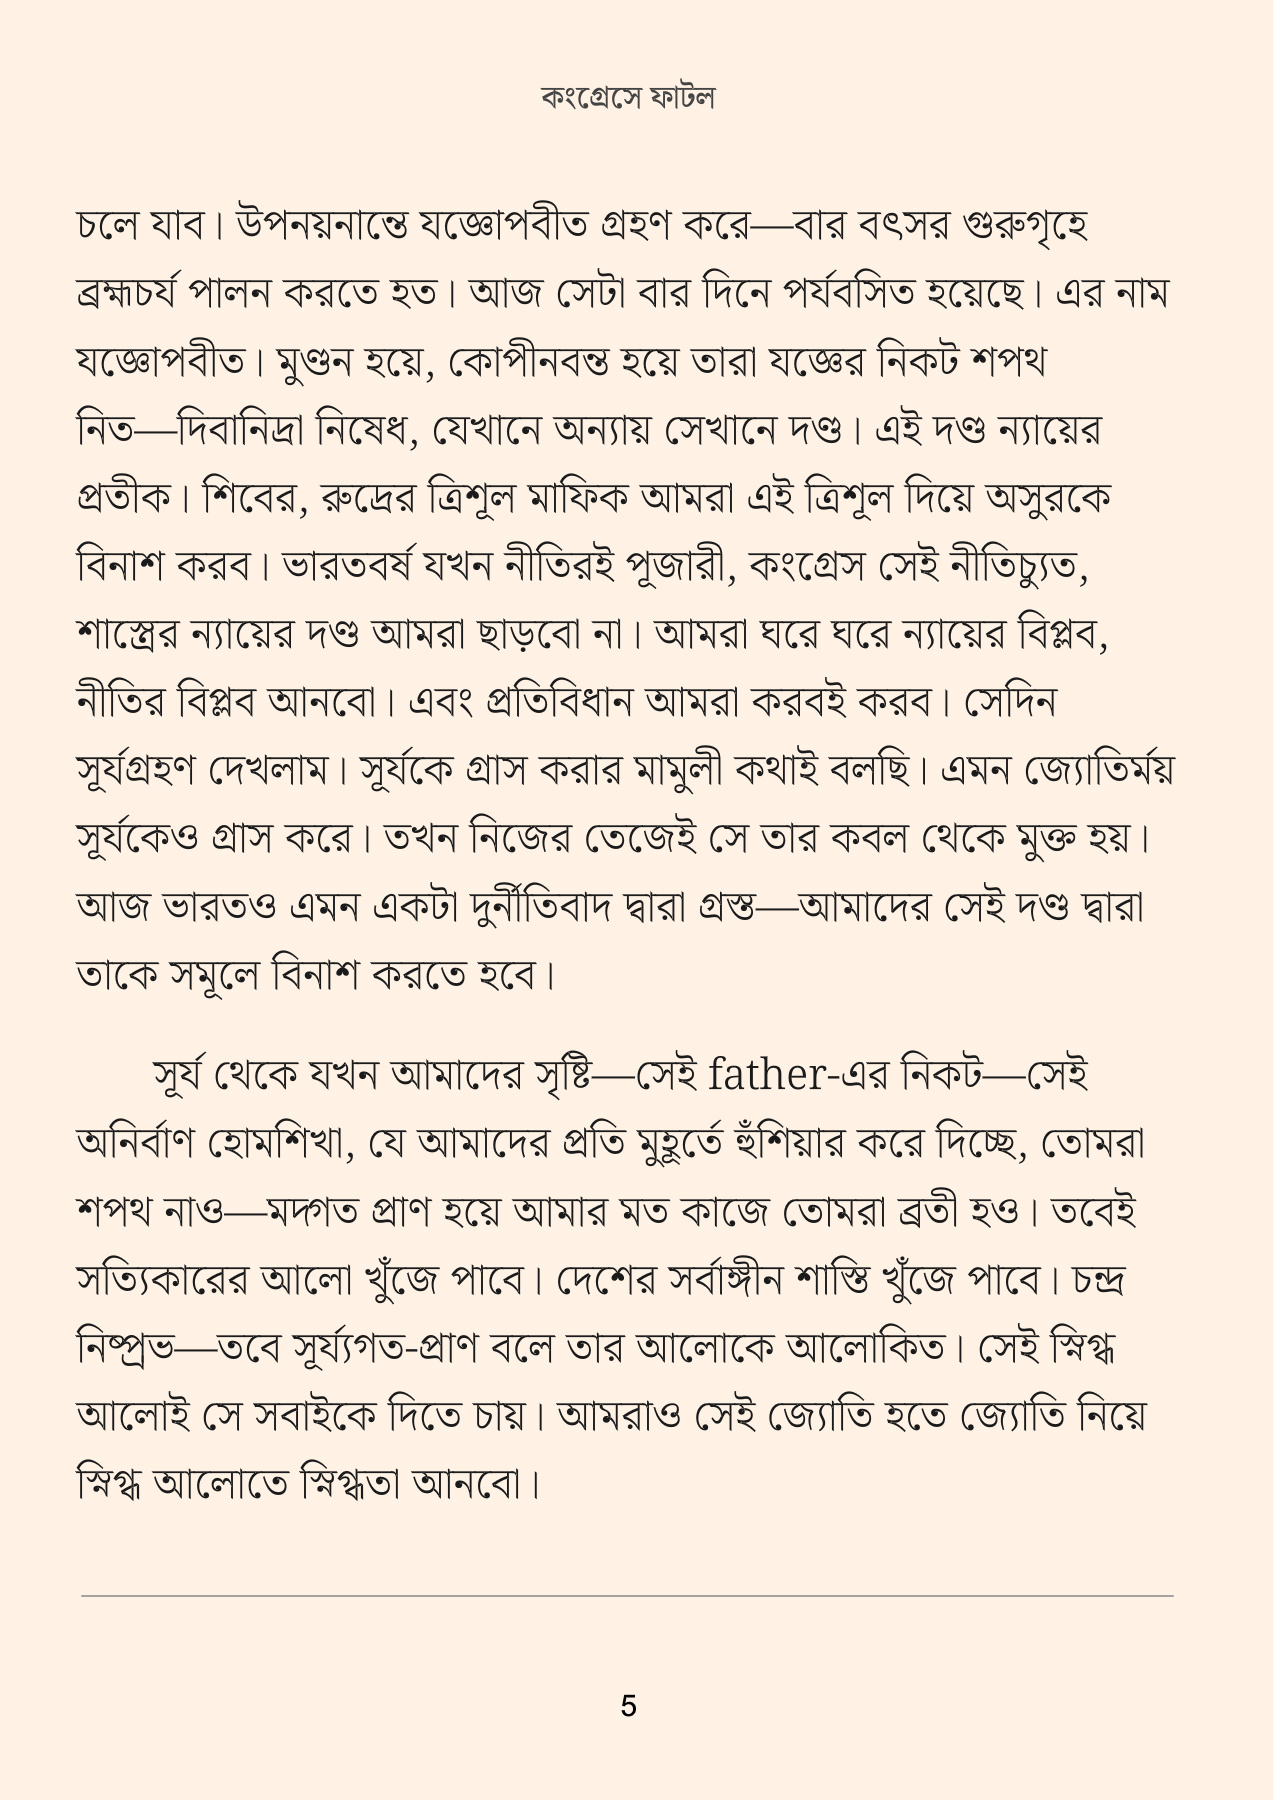 কংগ্রেসে ফাটল
চলে যাব। উপনয়নান্তে যজ্ঞোপবীত গ্রহণ করে—বার বৎসর গুরুগৃহে
ব্রহ্মচর্য পালন করতে হত। আজ সেটা বার দিনে পর্যবসিত হয়েছে। এর নাম
যজ্ঞোপবীত। মুণ্ডন হয়ে, কোপীনবন্ত হয়ে তারা যজ্ঞের নিকট শপথ
নিত—দিবানিদ্রা নিষেধ, যেখানে অন্যায় সেখানে দণ্ড। এই দণ্ড ন্যায়ের
প্রতীক। শিবের, রুদ্রের ত্রিশূল মাফিক আমরা এই ত্রিশূল দিয়ে অসুরকে
বিনাশ করব। ভারতবর্ষ যখন নীতিরই পূজারী, কংগ্রেস সেই নীতিচ্যুত,
শাস্ত্রের ন্যায়ের দণ্ড আমরা ছাড়বো না। আমরা ঘরে ঘরে ন্যায়ের বিপ্লব,
নীতির বিপ্লব আনবো। এবং প্রতিবিধান আমরা করবই করব। সেদিন
সূর্যগ্রহণ দেখলাম। সূর্যকে গ্রাস করার মামুলী কথাই বলছি। এমন জ্যোতির্ময়
সূর্যকেও গ্রাস করে। তখন নিজের তেজেই সে তার কবল থেকে মুক্ত হয়।
আজ ভারতও এমন একটা দুর্নীতিবাদ দ্বারা গ্রস্ত—আমাদের সেই দণ্ড দ্বারা
তাকে সমূলে বিনাশ করতে হবে।
সূর্য থেকে যখন আমাদের সৃষ্টি—সেই father-এর নিকট—সেই
অনির্বাণ হোমশিখা, যে আমাদের প্রতি মুহূর্তে হুঁশিয়ার করে দিচ্ছে, তোমরা
শপথ নাও—মদ্গত প্রাণ হয়ে আমার মত কাজে তোমরা ব্রতী হও। তবেই
সত্যিকারের আলো খুঁজে পাবে। দেশের সর্বাঙ্গীন শাস্তি খুঁজে পাবে। চন্দ্র
নিষ্প্রভ—তবে সূর্য্যগত-প্রাণ বলে তার আলোকে আলোকিত। সেই স্নিগ্ধ
আলোই সে সবাইকে দিতে চায়। আমরাও সেই জ্যোতি হতে জ্যোতি নিয়ে
স্নিগ্ধ আলোতে স্নিগ্ধতা আনবো।
5